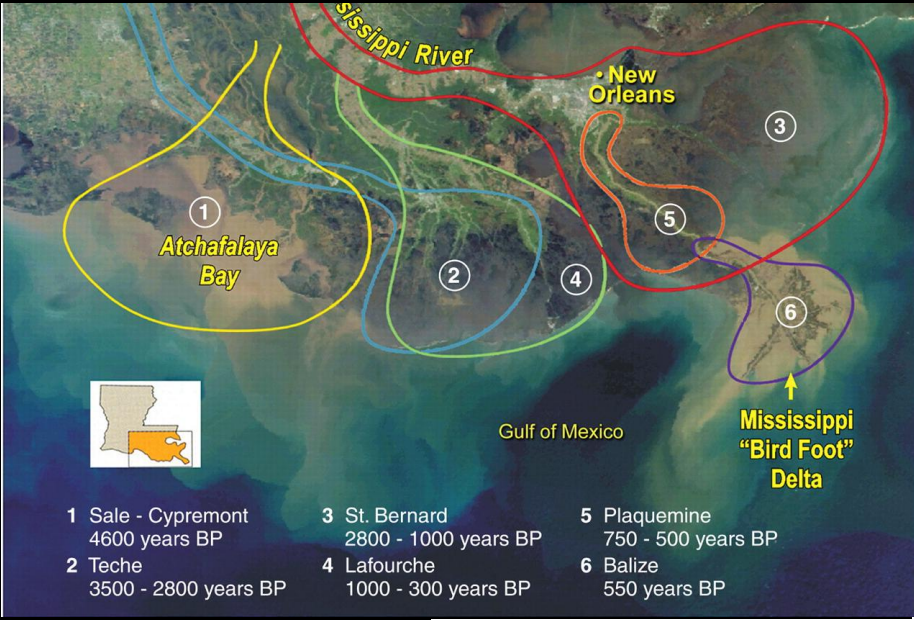 sissippi River
• New
Orleans
3
1
Atchafalaya
Bay
5
2
4
6
Gulf of Mexico
Mississippi
“Bird Foot”
Delta
1 Sale - Cypremont
4600 years BP
2 Teche
3500 - 2800 years BP
3 St. Bernard
2800 - 1000 years BP
4 Lafourche
1000 - 300 years BP
5 Plaquemine
750 - 500 years BP
6 Balize
550 years BP